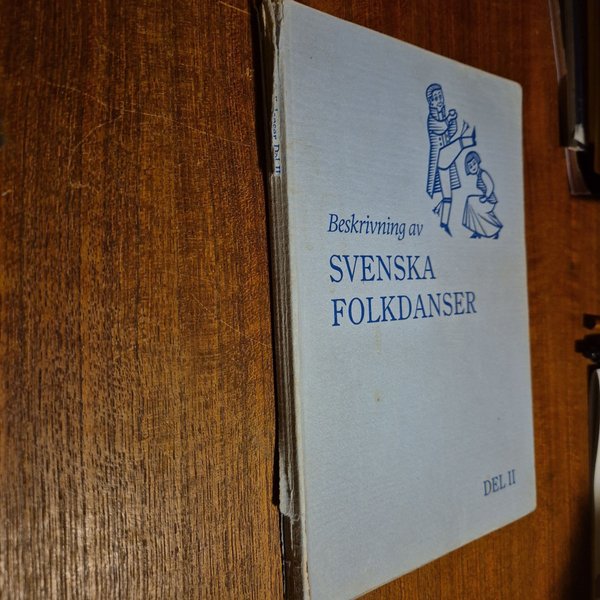 Beskrivning av
SVENSKA
FOLKDANSER
DEL II